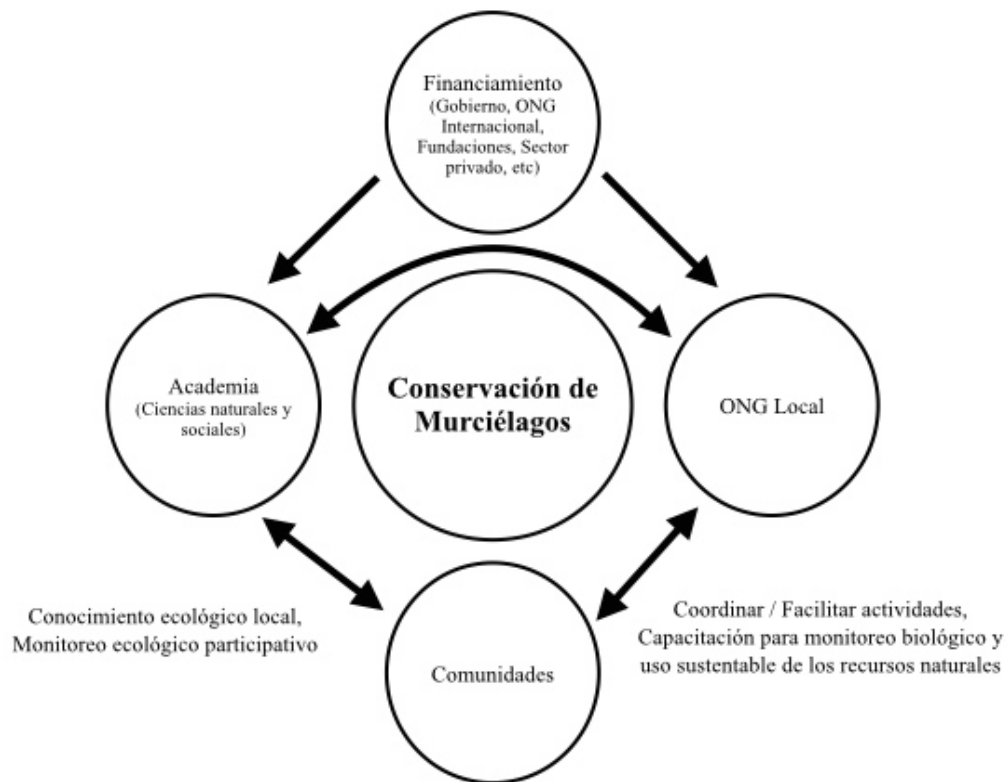 Financiamiento
(Gobierno, ONG
Internacional,
Fundaciones, Sector
privado, etc)
Academia
(Ciencias naturales y
sociales)
Conservación de
Murciélagos
ONG Local
Conocimiento ecológico local,
Monitoreo ecológico participativo
Comunidades
Coordinar / Facilitar actividades,
Capacitación para monitoreo biológico y
uso sustentable de los recursos naturales